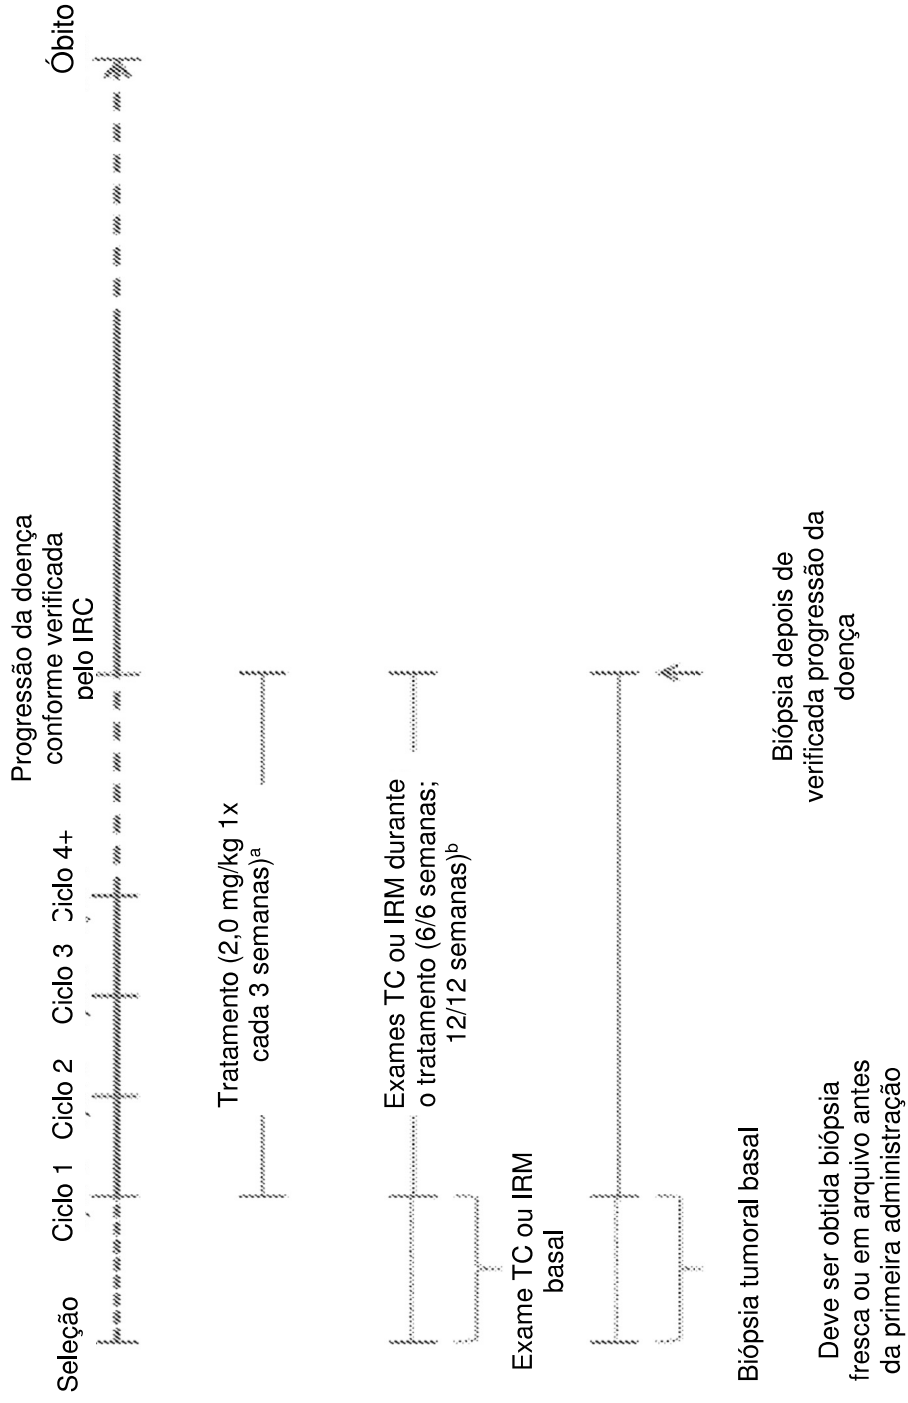 Seleção
Ciclo 1
Ciclo 2
Ciclo 3
Ciclo 4+
Progressão da doença
conforme verificada
pelo IRC
Óbito
Tratamento (2,0 mg/kg 1x
cada 3 semanas)ᵃ
Exames TC ou IRM durante
o tratamento (6/6 semanas;
12/12 semanas)ᵇ
Exame TC ou IRM
basal
Biópsia tumoral basal
Deve ser obtida biópsia
fresca ou em arquivo antes
da primeira administração
Biópsia depois de
verificada progressão da
doença